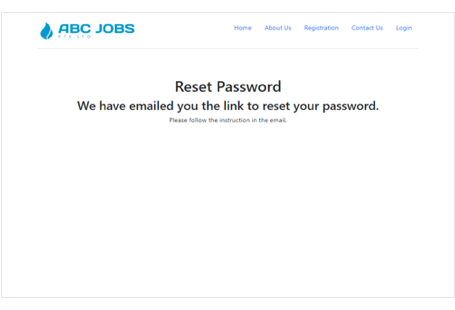 ABC JOBS
PTE LTD
Home About Us Registration Contact Us Login
Reset Password
We have emailed you the link to reset your password.
Please follow the instruction in the email.